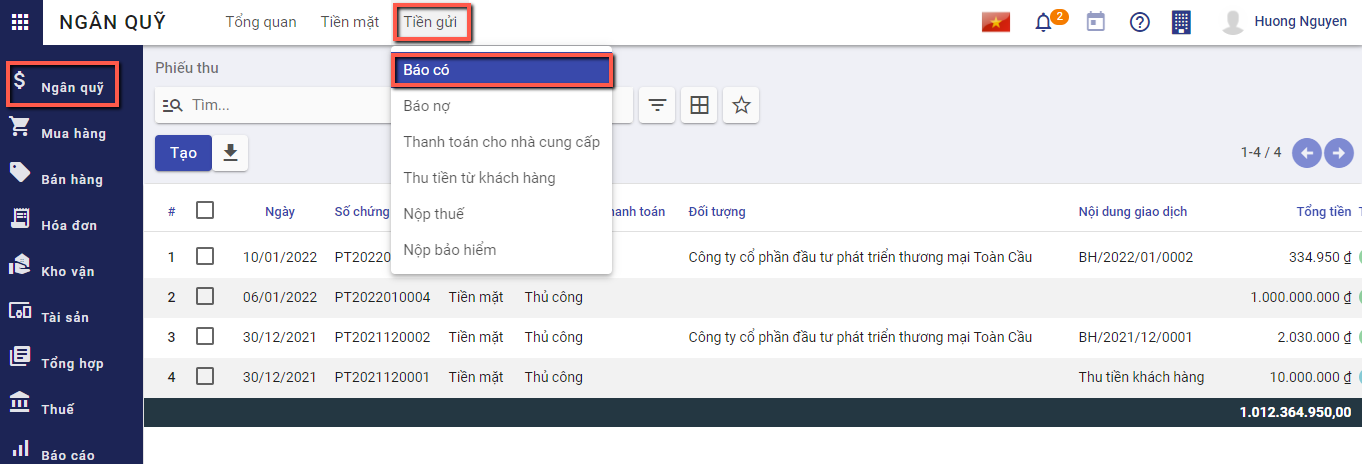 NGÂN QUỸ Tổng quan Tiền mặt Tiền gửi 2 Huong Nguyen
Ngân quỹ
Mua hàng
Bán hàng
Hóa đơn
Kho vận
Tài sản
Tổng hợp
Thuế
Báo cáo
Báo có
Báo nợ
Thanh toán cho nhà cung cấp
Thu tiền từ khách hàng
Nộp thuế
Nộp bảo hiểm
Phiếu thu
Tìm...
Tạo 1-4 / 4
# Ngày Số chứng hanh toán Đối tượng Nội dung giao dịch Tổng tiền
1 10/01/2022 PT20220 Công ty cổ phần đầu tư phát triển thương mại Toàn Cầu BH/2022/01/0002 334.950 ₫
2 06/01/2022 PT2022010004 Tiền mặt Thủ công 1.000.000.000 ₫
3 30/12/2021 PT2021120002 Tiền mặt Thủ công Công ty cổ phần đầu tư phát triển thương mại Toàn Cầu BH/2021/12/0001 2.030.000 ₫
4 30/12/2021 PT2021120001 Tiền mặt Thủ công Thu tiền khách hàng 10.000.000 ₫
1.012.364.950,00